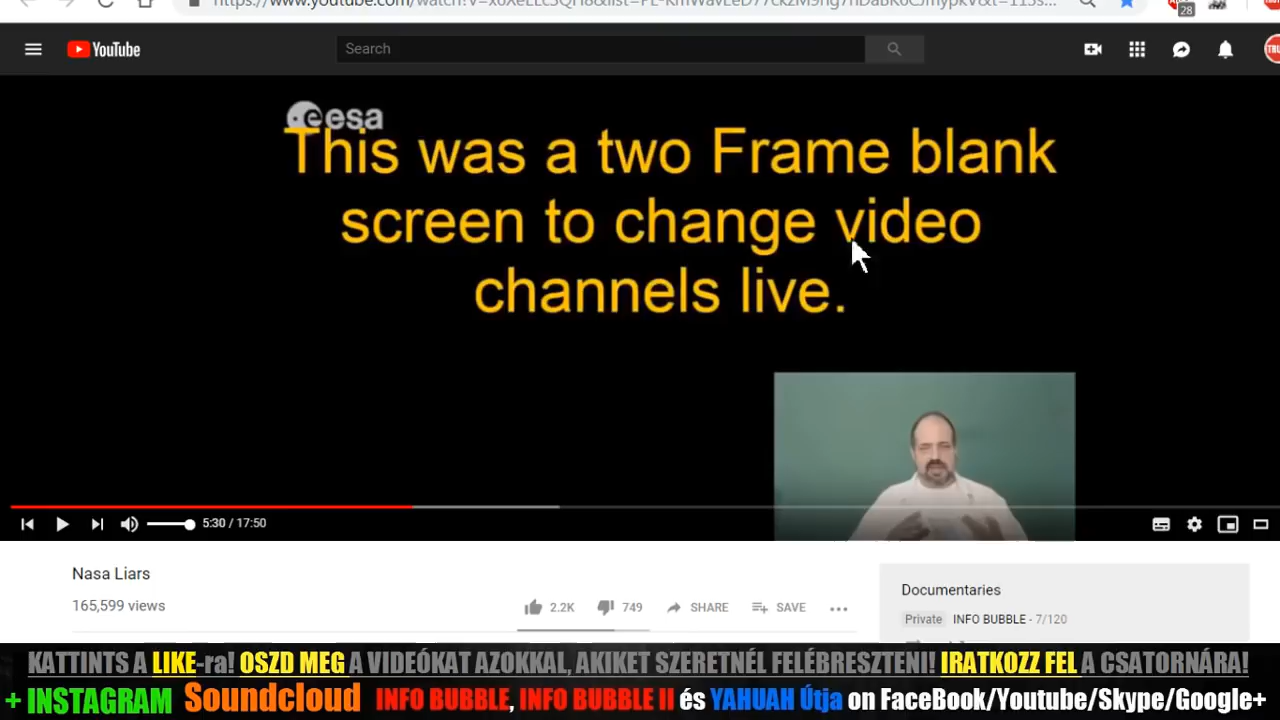 YouTube
Search
28
esa
This was a two Frame blank
screen to change video
channels live.
5:30 / 17:50
Nasa Liars
165,599 views
2.2K
749
SHARE
SAVE
Documentaries
Private INFO BUBBLE - 7/120
KATTINTS A LIKE-ra! OSZD MEG A VIDEÓKAT AZOKKAL, AKIKET SZERETNÉL FELÉBRESZTENI! IRATKOZZ FEL A CSATORNÁRA!
+ INSTAGRAM Soundcloud INFO BUBBLE, INFO BUBBLE II és YAHUAH Útja on FaceBook/Youtube/Skype/Google+